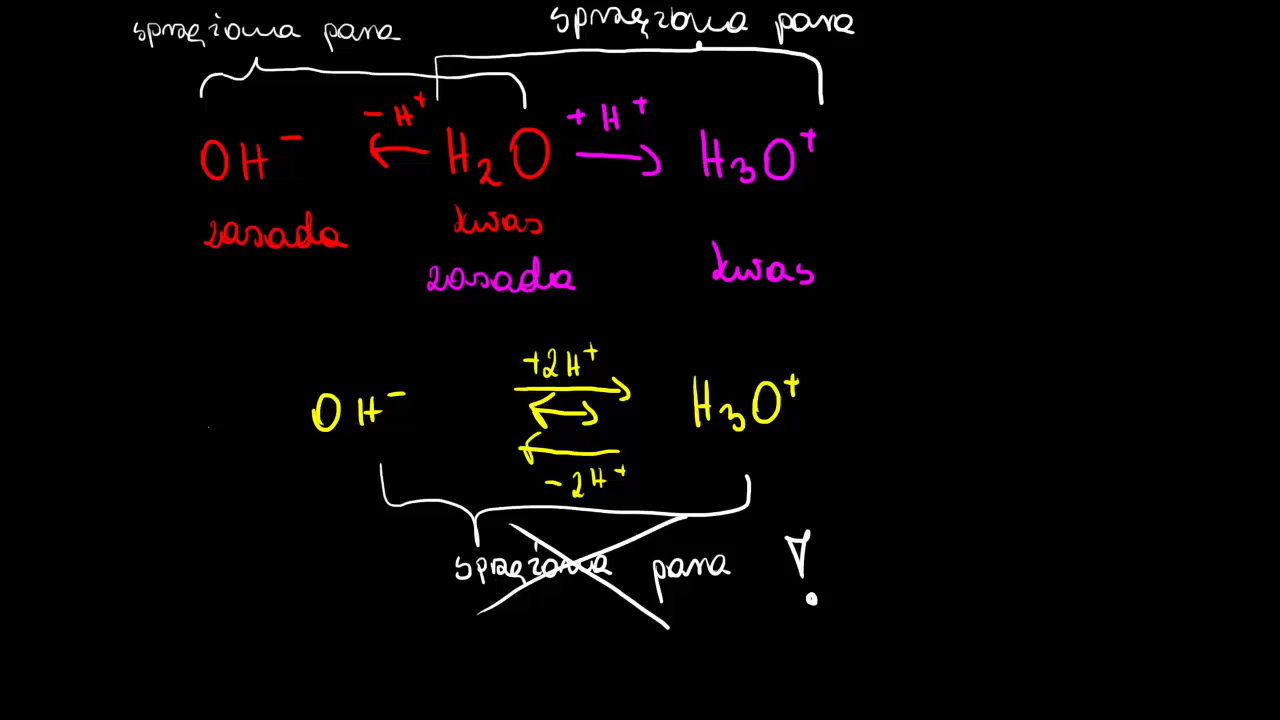 sprzężona para sprzężona para
OH⁻ ← −H⁺ H₂O +H⁺ → H₃O⁺
zasada kwas
zasada kwas
+2H⁺
OH⁻ ↔ H₃O⁺
−2H⁺
sprzężona para !